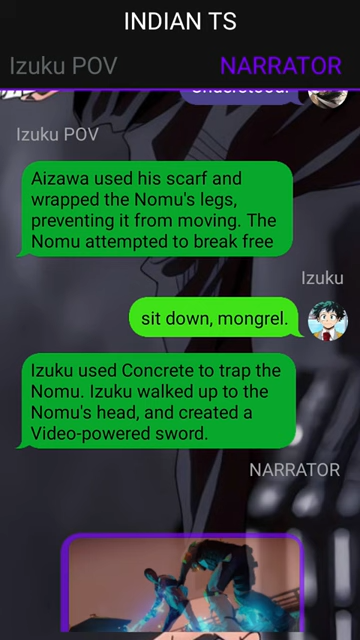 INDIAN TS
Izuku POV
NARRATOR
Understood.
Izuku POV
Aizawa used his scarf and
wrapped the Nomu's legs,
preventing it from moving. The
Nomu attempted to break free
Izuku
sit down, mongrel.
Izuku used Concrete to trap the
Nomu. Izuku walked up to the
Nomu's head, and created a
Video-powered sword.
NARRATOR